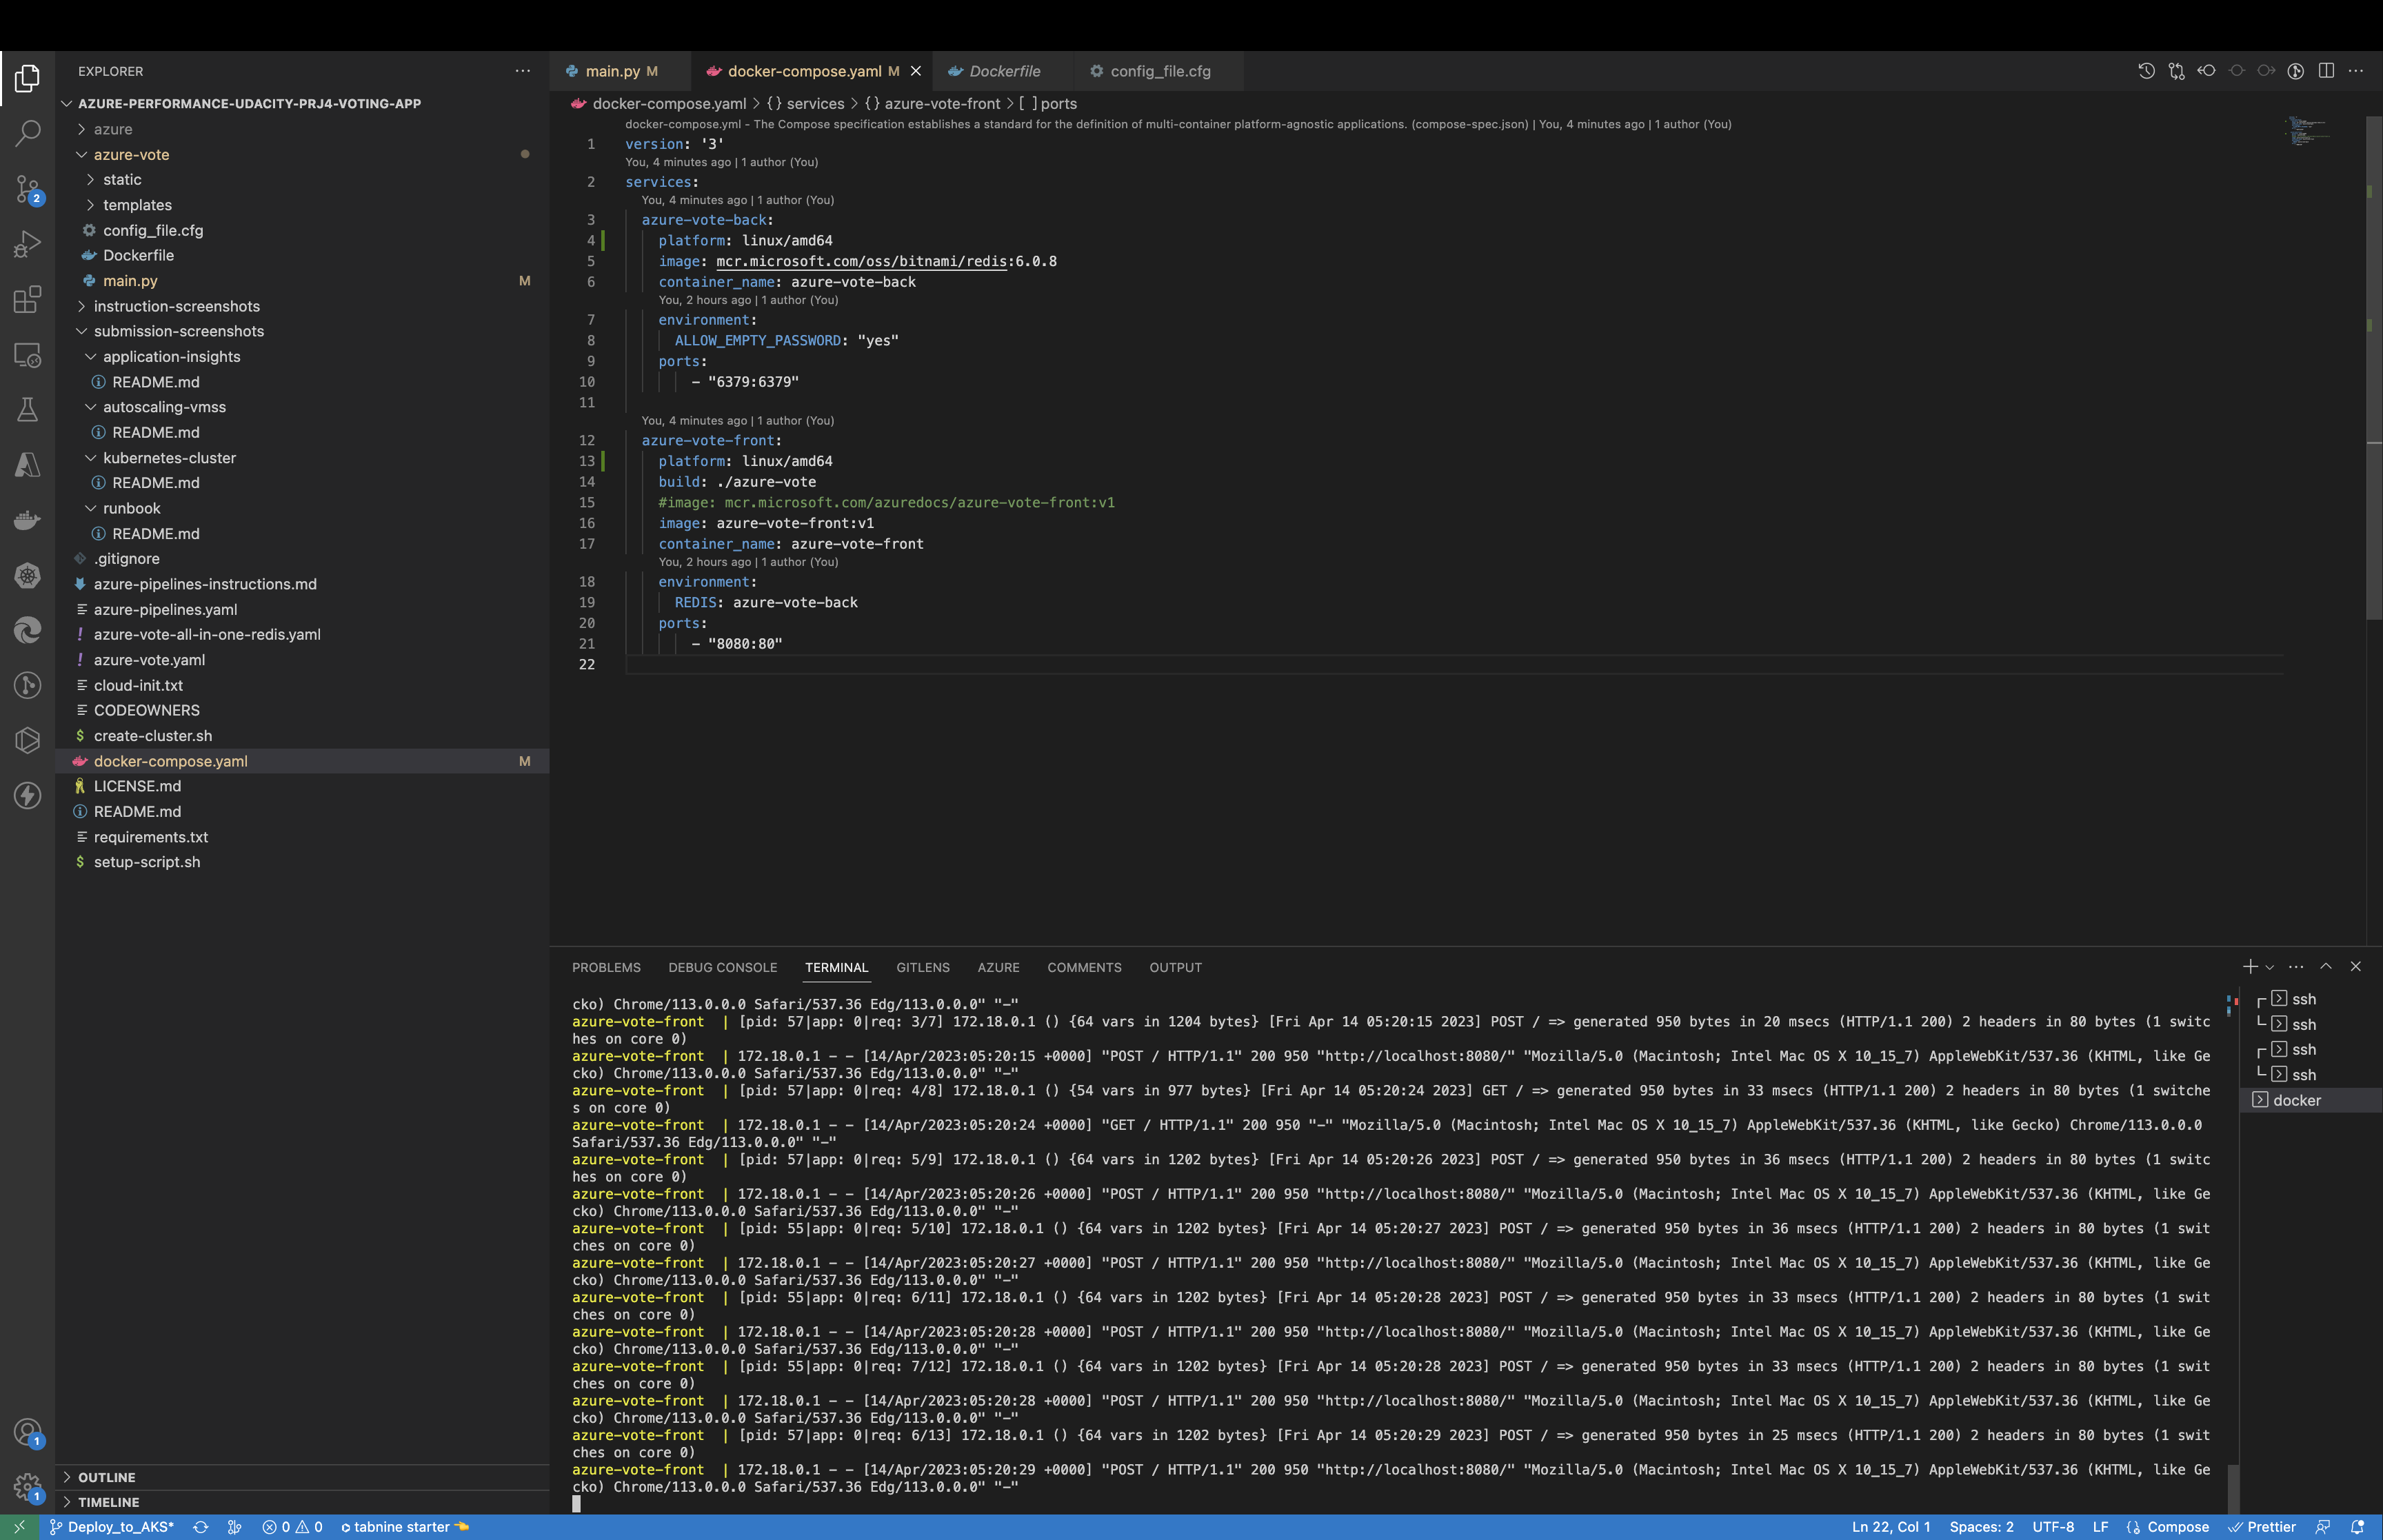 EXPLORER
AZURE-PERFORMANCE-UDACITY-PRJ4-VOTING-APP
azure
azure-vote
static
templates
config_file.cfg
Dockerfile
main.py M
instruction-screenshots
submission-screenshots
application-insights
README.md
autoscaling-vmss
README.md
kubernetes-cluster
README.md
runbook
README.md
.gitignore
azure-pipelines-instructions.md
azure-pipelines.yaml
azure-vote-all-in-one-redis.yaml
azure-vote.yaml
cloud-init.txt
CODEOWNERS
create-cluster.sh
docker-compose.yaml M
LICENSE.md
README.md
requirements.txt
setup-script.sh
OUTLINE
TIMELINE
2
1
1
main.py M docker-compose.yaml M Dockerfile config_file.cfg
docker-compose.yaml > {} services > {} azure-vote-front > [ ] ports
docker-compose.yml - The Compose specification establishes a standard for the definition of multi-container platform-agnostic applications. (compose-spec.json) | You, 4 minutes ago | 1 author (You)
1 version: '3'
You, 4 minutes ago | 1 author (You)
2 services:
You, 4 minutes ago | 1 author (You)
3 azure-vote-back:
4 platform: linux/amd64
5 image: mcr.microsoft.com/oss/bitnami/redis:6.0.8
6 container_name: azure-vote-back
You, 2 hours ago | 1 author (You)
7 environment:
8 ALLOW_EMPTY_PASSWORD: "yes"
9 ports:
10 - "6379:6379"
11
You, 4 minutes ago | 1 author (You)
12 azure-vote-front:
13 platform: linux/amd64
14 build: ./azure-vote
15 #image: mcr.microsoft.com/azuredocs/azure-vote-front:v1
16 image: azure-vote-front:v1
17 container_name: azure-vote-front
You, 2 hours ago | 1 author (You)
18 environment:
19 REDIS: azure-vote-back
20 ports:
21 - "8080:80"
22
PROBLEMS DEBUG CONSOLE TERMINAL GITLENS AZURE COMMENTS OUTPUT
cko) Chrome/113.0.0.0 Safari/537.36 Edg/113.0.0.0" "-"
azure-vote-front | [pid: 57|app: 0|req: 3/7] 172.18.0.1 () {64 vars in 1204 bytes} [Fri Apr 14 05:20:15 2023] POST / => generated 950 bytes in 20 msecs (HTTP/1.1 200) 2 headers in 80 bytes (1 switc
hes on core 0)
azure-vote-front | 172.18.0.1 - - [14/Apr/2023:05:20:15 +0000] "POST / HTTP/1.1" 200 950 "http://localhost:8080/" "Mozilla/5.0 (Macintosh; Intel Mac OS X 10_15_7) AppleWebKit/537.36 (KHTML, like Ge
cko) Chrome/113.0.0.0 Safari/537.36 Edg/113.0.0.0" "-"
azure-vote-front | [pid: 57|app: 0|req: 4/8] 172.18.0.1 () {54 vars in 977 bytes} [Fri Apr 14 05:20:24 2023] GET / => generated 950 bytes in 33 msecs (HTTP/1.1 200) 2 headers in 80 bytes (1 switche
s on core 0)
azure-vote-front | 172.18.0.1 - - [14/Apr/2023:05:20:24 +0000] "GET / HTTP/1.1" 200 950 "-" "Mozilla/5.0 (Macintosh; Intel Mac OS X 10_15_7) AppleWebKit/537.36 (KHTML, like Gecko) Chrome/113.0.0.0
Safari/537.36 Edg/113.0.0.0" "-"
azure-vote-front | [pid: 57|app: 0|req: 5/9] 172.18.0.1 () {64 vars in 1202 bytes} [Fri Apr 14 05:20:26 2023] POST / => generated 950 bytes in 36 msecs (HTTP/1.1 200) 2 headers in 80 bytes (1 switc
hes on core 0)
azure-vote-front | 172.18.0.1 - - [14/Apr/2023:05:20:26 +0000] "POST / HTTP/1.1" 200 950 "http://localhost:8080/" "Mozilla/5.0 (Macintosh; Intel Mac OS X 10_15_7) AppleWebKit/537.36 (KHTML, like Ge
cko) Chrome/113.0.0.0 Safari/537.36 Edg/113.0.0.0" "-"
azure-vote-front | [pid: 55|app: 0|req: 5/10] 172.18.0.1 () {64 vars in 1202 bytes} [Fri Apr 14 05:20:27 2023] POST / => generated 950 bytes in 36 msecs (HTTP/1.1 200) 2 headers in 80 bytes (1 swit
ches on core 0)
azure-vote-front | 172.18.0.1 - - [14/Apr/2023:05:20:27 +0000] "POST / HTTP/1.1" 200 950 "http://localhost:8080/" "Mozilla/5.0 (Macintosh; Intel Mac OS X 10_15_7) AppleWebKit/537.36 (KHTML, like Ge
cko) Chrome/113.0.0.0 Safari/537.36 Edg/113.0.0.0" "-"
azure-vote-front | [pid: 55|app: 0|req: 6/11] 172.18.0.1 () {64 vars in 1202 bytes} [Fri Apr 14 05:20:28 2023] POST / => generated 950 bytes in 33 msecs (HTTP/1.1 200) 2 headers in 80 bytes (1 swit
ches on core 0)
azure-vote-front | 172.18.0.1 - - [14/Apr/2023:05:20:28 +0000] "POST / HTTP/1.1" 200 950 "http://localhost:8080/" "Mozilla/5.0 (Macintosh; Intel Mac OS X 10_15_7) AppleWebKit/537.36 (KHTML, like Ge
cko) Chrome/113.0.0.0 Safari/537.36 Edg/113.0.0.0" "-"
azure-vote-front | [pid: 55|app: 0|req: 7/12] 172.18.0.1 () {64 vars in 1202 bytes} [Fri Apr 14 05:20:28 2023] POST / => generated 950 bytes in 33 msecs (HTTP/1.1 200) 2 headers in 80 bytes (1 swit
ches on core 0)
azure-vote-front | 172.18.0.1 - - [14/Apr/2023:05:20:28 +0000] "POST / HTTP/1.1" 200 950 "http://localhost:8080/" "Mozilla/5.0 (Macintosh; Intel Mac OS X 10_15_7) AppleWebKit/537.36 (KHTML, like Ge
cko) Chrome/113.0.0.0 Safari/537.36 Edg/113.0.0.0" "-"
azure-vote-front | [pid: 57|app: 0|req: 6/13] 172.18.0.1 () {64 vars in 1202 bytes} [Fri Apr 14 05:20:29 2023] POST / => generated 950 bytes in 25 msecs (HTTP/1.1 200) 2 headers in 80 bytes (1 swit
ches on core 0)
azure-vote-front | 172.18.0.1 - - [14/Apr/2023:05:20:29 +0000] "POST / HTTP/1.1" 200 950 "http://localhost:8080/" "Mozilla/5.0 (Macintosh; Intel Mac OS X 10_15_7) AppleWebKit/537.36 (KHTML, like Ge
cko) Chrome/113.0.0.0 Safari/537.36 Edg/113.0.0.0" "-"
ssh
ssh
ssh
ssh
docker
Deploy_to_AKS* 0 0 tabnine starter Ln 22, Col 1 Spaces: 2 UTF-8 LF {} Compose Prettier